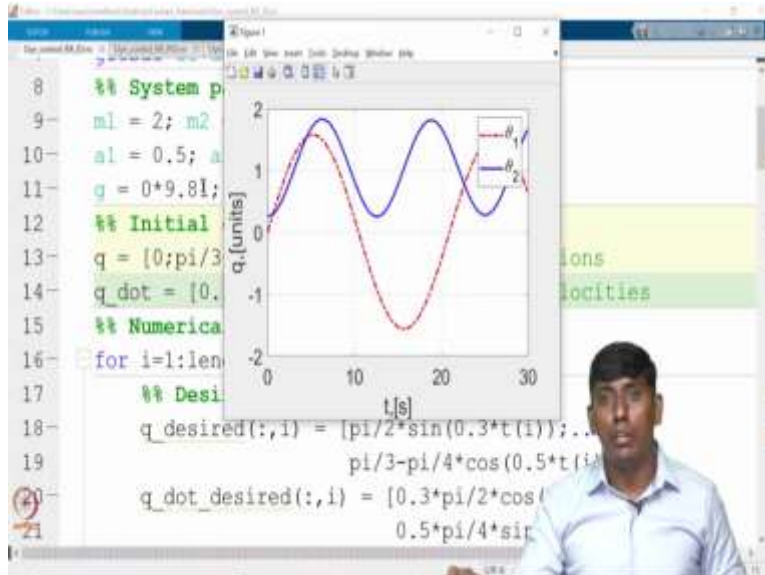 Figure 1
File Edit View Insert Tools Desktop Window Help
8 %% System p
9 m1 = 2; m2
10 a1 = 0.5; a
11 g = 0*9.81;
12 %% Initial
13 q = [0;pi/3 ions
14 q_dot = [0. locities
15 %% Numerica
16 for i=1:len
17 %% Desi
18 q_desired(:,i) = [pi/2*sin(0.3*t(i));...
19 pi/3-pi/4*cos(0.5*t(i
20 q_dot_desired(:,i) = [0.3*pi/2*cos(
21 0.5*pi/4*sin
2
1
0
-1
-2
0 10 20 30
q,[units]
t,[s]
θ1
θ2